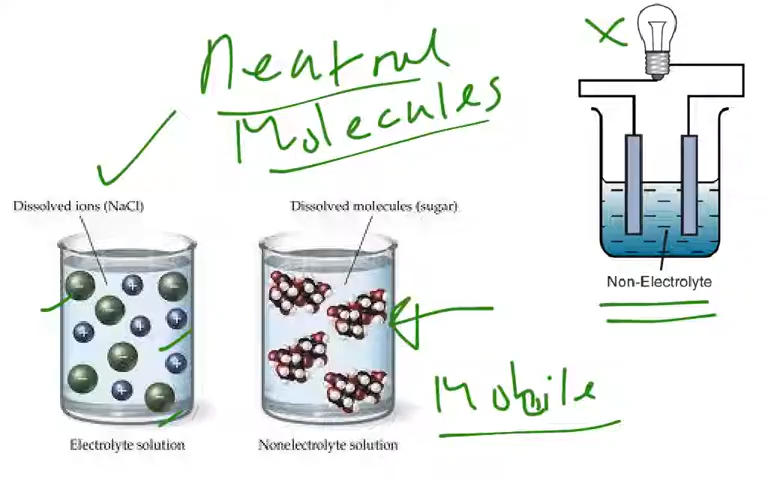 Neutral
Molecules
Dissolved ions (NaCl)
Dissolved molecules (sugar)
Non-Electrolyte
Mobile
Electrolyte solution
Nonelectrolyte solution